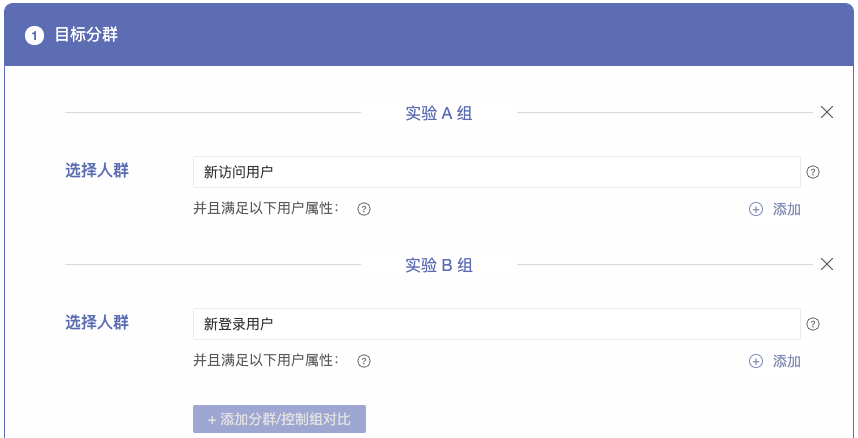 1 目标分群
实验 A 组
选择人群 新访问用户 ?
并且满足以下用户属性： ? 添加
实验 B 组
选择人群 新登录用户 ?
并且满足以下用户属性： ? 添加
+ 添加分群/控制组对比